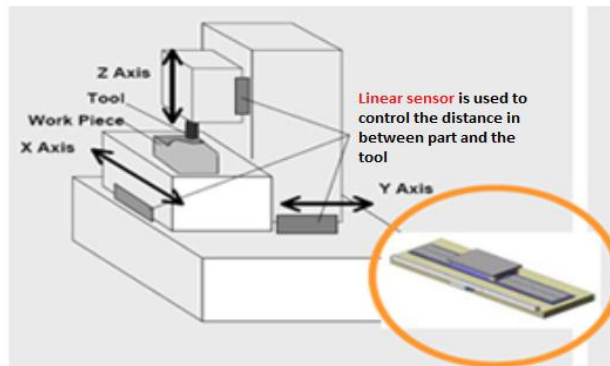 Z Axis
Tool
Work Piece
X Axis
Linear sensor is used to
control the distance in
between part and the
tool
Y Axis